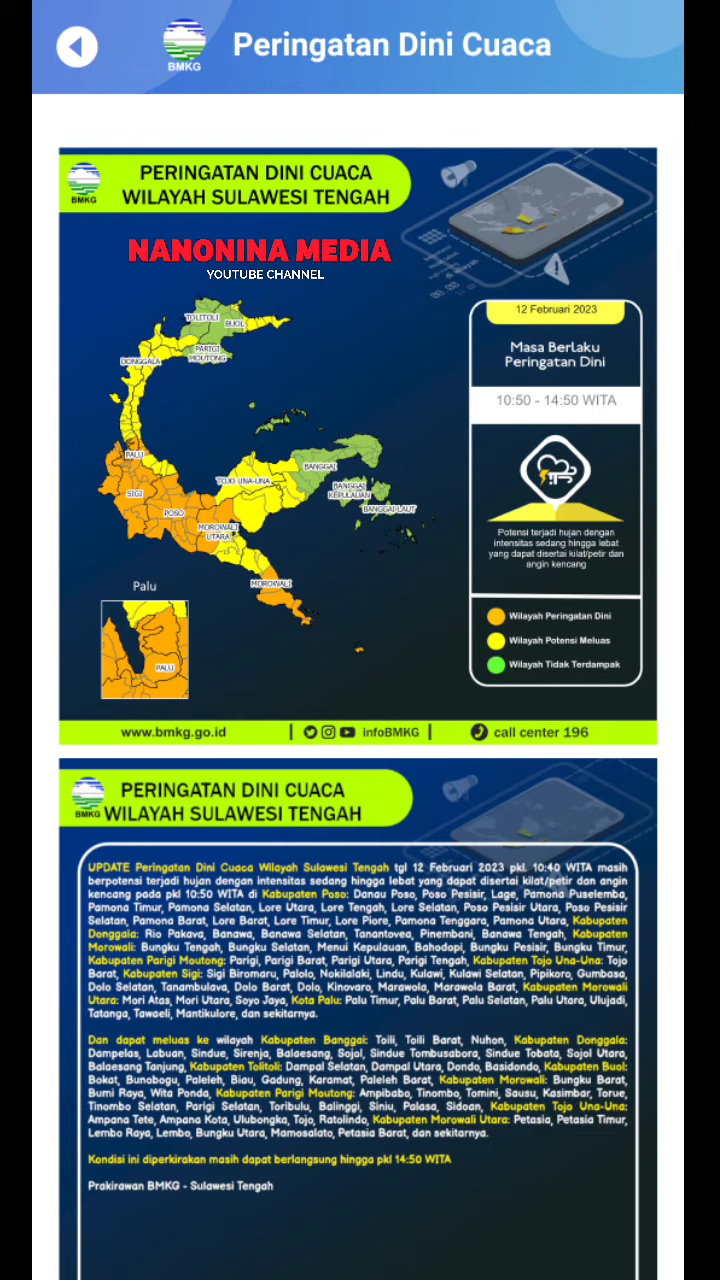 BMKG
Peringatan Dini Cuaca
BMKG
PERINGATAN DINI CUACA
WILAYAH SULAWESI TENGAH
NANONINA MEDIA
YOUTUBE CHANNEL
TOLITOLI
BUOL
PARIGI
MOUTONG
DONGGALA
PALU
SIGI
POSO
TOJO UNA-UNA
BANGGAI
BANGGAI
KEPULAUAN
BANGGAI LAUT
MOROWALI
UTARA
MOROWALI
Palu
PALU
12 Februari 2023
Masa Berlaku
Peringatan Dini
10:50 - 14:50 WITA
Potensi terjadi hujan dengan
intensitas sedang hingga lebat
yang dapat disertai kilat/petir dan
angin kencang
Wilayah Peringatan Dini
Wilayah Potensi Meluas
Wilayah Tidak Terdampak
www.bmkg.go.id | infoBMKG | call center 196
BMKG
PERINGATAN DINI CUACA
WILAYAH SULAWESI TENGAH
UPDATE Peringatan Dini Cuaca Wilayah Sulawesi Tengah tgl 12 Februari 2023 pkl. 10:40 WITA masih
berpotensi terjadi hujan dengan intensitas sedang hingga lebat yang dapat disertai kilat/petir dan angin
kencang pada pkl 10:50 WITA di Kabupaten Poso: Danau Poso, Poso Pesisir, Lage, Pamona Puselemba,
Pamona Timur, Pamona Selatan, Lore Utara, Lore Tengah, Lore Selatan, Poso Pesisir Utara, Poso Pesisir
Selatan, Pamona Barat, Lore Barat, Lore Timur, Lore Piore, Pamona Tenggara, Pamona Utara, Kabupaten
Donggala: Rio Pakava, Banawa, Banawa Selatan, Tanantovea, Pinembani, Banawa Tengah, Kabupaten
Morowali: Bungku Tengah, Bungku Selatan, Menui Kepulauan, Bahodopi, Bungku Pesisir, Bungku Timur,
Kabupaten Parigi Moutong: Parigi, Parigi Barat, Parigi Utara, Parigi Tengah, Kabupaten Tojo Una-Una: Tojo
Barat, Kabupaten Sigi: Sigi Biromaru, Palolo, Nokilalaki, Lindu, Kulawi, Kulawi Selatan, Pipikoro, Gumbasa,
Dolo Selatan, Tanambulava, Dolo Barat, Dolo, Kinovaro, Marawola, Marawola Barat, Kabupaten Morowali
Utara: Mori Atas, Mori Utara, Soyo Jaya, Kota Palu: Palu Timur, Palu Barat, Palu Selatan, Palu Utara, Ulujadi,
Tatanga, Tawaeli, Mantikulore, dan sekitarnya.
Dan dapat meluas ke wilayah Kabupaten Banggai: Toili, Toili Barat, Nuhon, Kabupaten Donggala:
Dampelas, Labuan, Sindue, Sirenja, Balaesang, Sojol, Sindue Tombusabora, Sindue Tobata, Sojol Utara,
Balaesang Tanjung, Kabupaten Tolitoli: Dampal Selatan, Dampal Utara, Dondo, Basidondo, Kabupaten Buol:
Bokat, Bunobogu, Paleleh, Biau, Gadung, Karamat, Paleleh Barat, Kabupaten Morowali: Bungku Barat,
Bumi Raya, Wita Ponda, Kabupaten Parigi Moutong: Ampibabo, Tinombo, Tomini, Sausu, Kasimbar, Torue,
Tinombo Selatan, Parigi Selatan, Toribulu, Balinggi, Siniu, Palasa, Sidoan, Kabupaten Tojo Una-Una:
Ampana Tete, Ampana Kota, Ulubongka, Tojo, Ratolindo, Kabupaten Morowali Utara: Petasia, Petasia Timur,
Lembo Raya, Lembo, Bungku Utara, Mamosalato, Petasia Barat, dan sekitarnya.
Kondisi ini diperkirakan masih dapat berlangsung hingga pkl 14:50 WITA
Prakirawan BMKG - Sulawesi Tengah